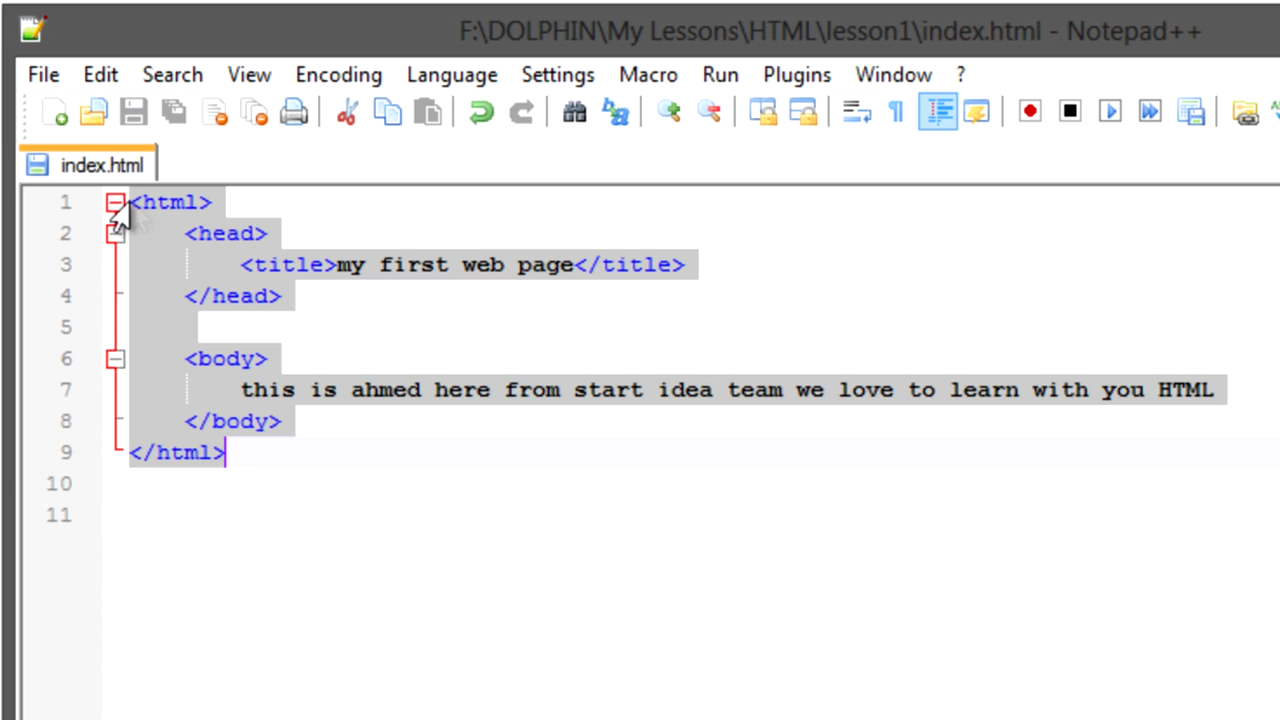 F:\DOLPHIN\My Lessons\HTML\lesson1\index.html - Notepad++
File Edit Search View Encoding Language Settings Macro Run Plugins Window ?
index.html
1 <html>
2 <head>
3 <title>my first web page</title>
4 </head>
5
6 <body>
7 this is ahmed here from start idea team we love to learn with you HTML
8 </body>
9 </html>
10
11